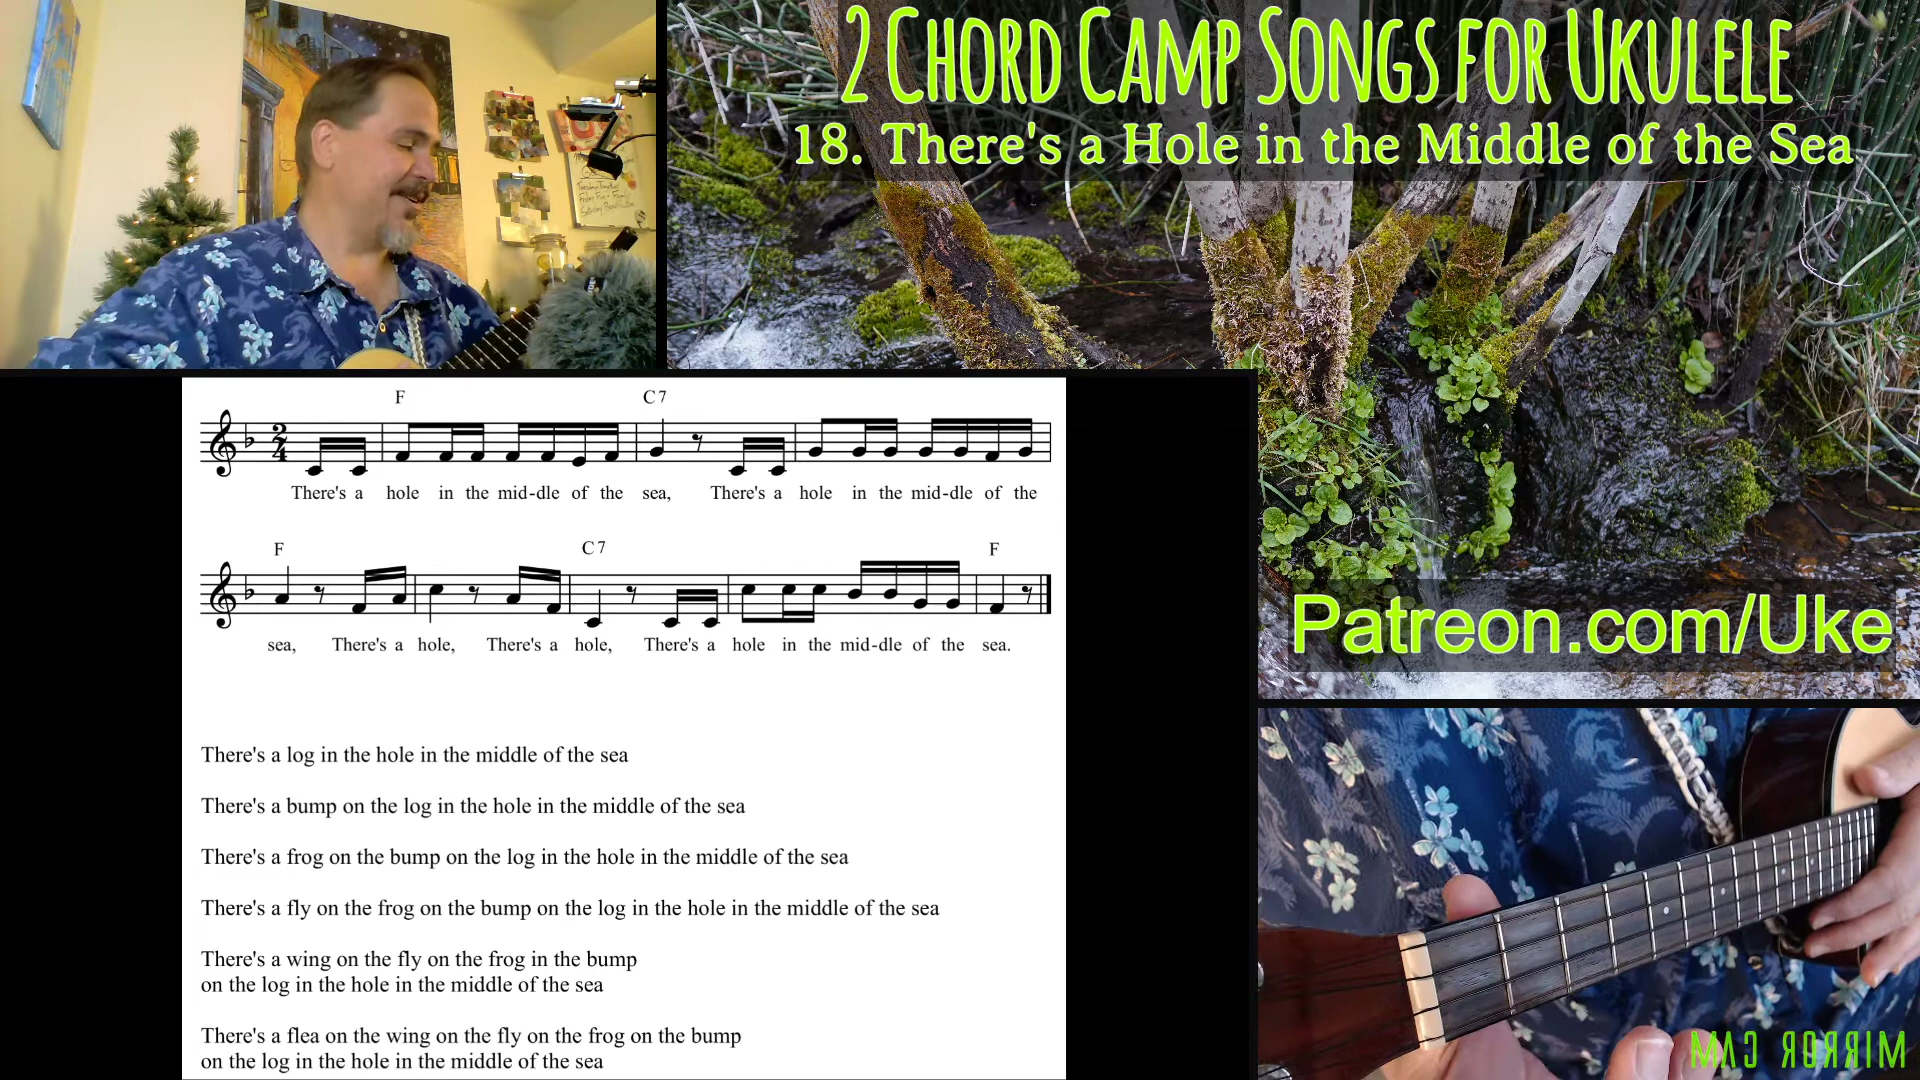 2 Chord Camp Songs for Ukulele
18. There's a Hole in the Middle of the Sea
F C7
2
4
There's a hole in the mid-dle of the sea, There's a hole in the mid-dle of the
F C7 F
sea, There's a hole, There's a hole, There's a hole in the mid-dle of the sea.
There's a log in the hole in the middle of the sea
There's a bump on the log in the hole in the middle of the sea
There's a frog on the bump on the log in the hole in the middle of the sea
There's a fly on the frog on the bump on the log in the hole in the middle of the sea
There's a wing on the fly on the frog in the bump
on the log in the hole in the middle of the sea
There's a flea on the wing on the fly on the frog on the bump
on the log in the hole in the middle of the sea
Patreon.com/Uke
MIRROR CAM